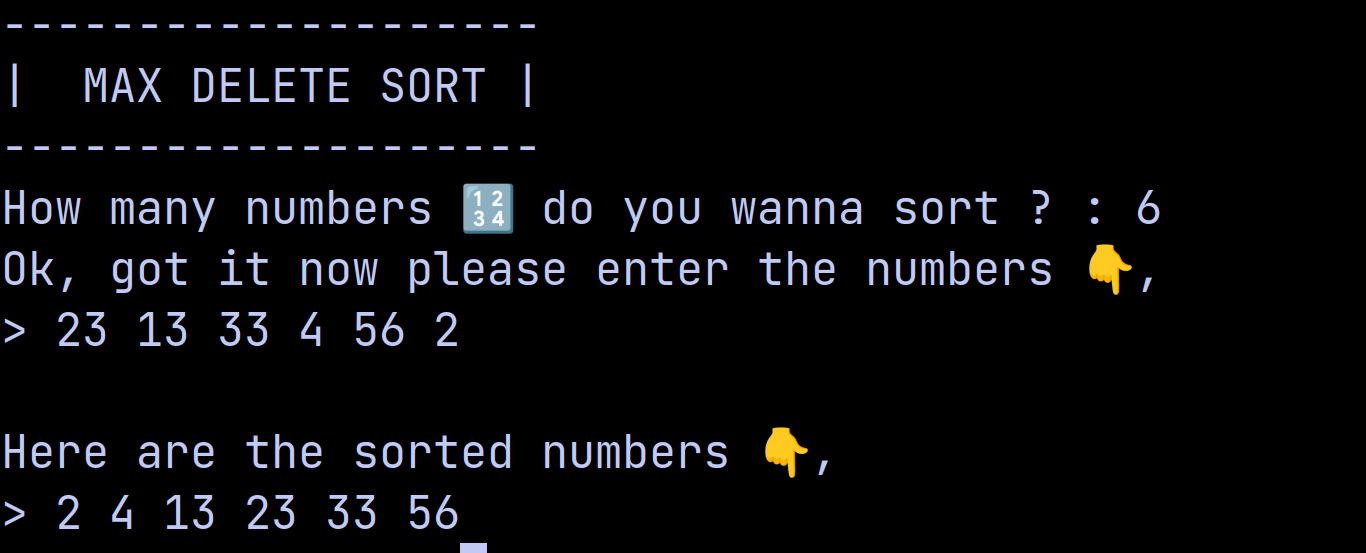 --------------------
|  MAX DELETE SORT |
--------------------
How many numbers 🔢 do you wanna sort ? : 6
Ok, got it now please enter the numbers 👇,
> 23 13 33 4 56 2
Here are the sorted numbers 👇,
> 2 4 13 23 33 56